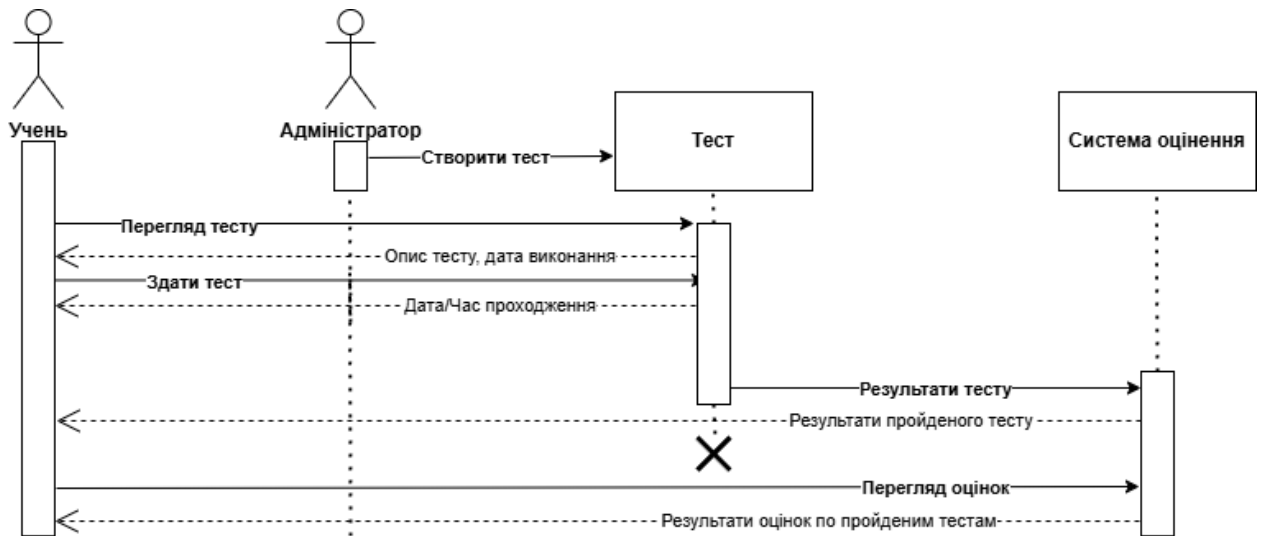 Учень
Адміністратор
Тест
Система оцінення
Створити тест
Перегляд тесту
Опис тесту, дата виконання
Здати тест
Дата/Час проходження
Результати тесту
Результати пройденого тесту
Перегляд оцінок
Результати оцінок по пройденим тестам